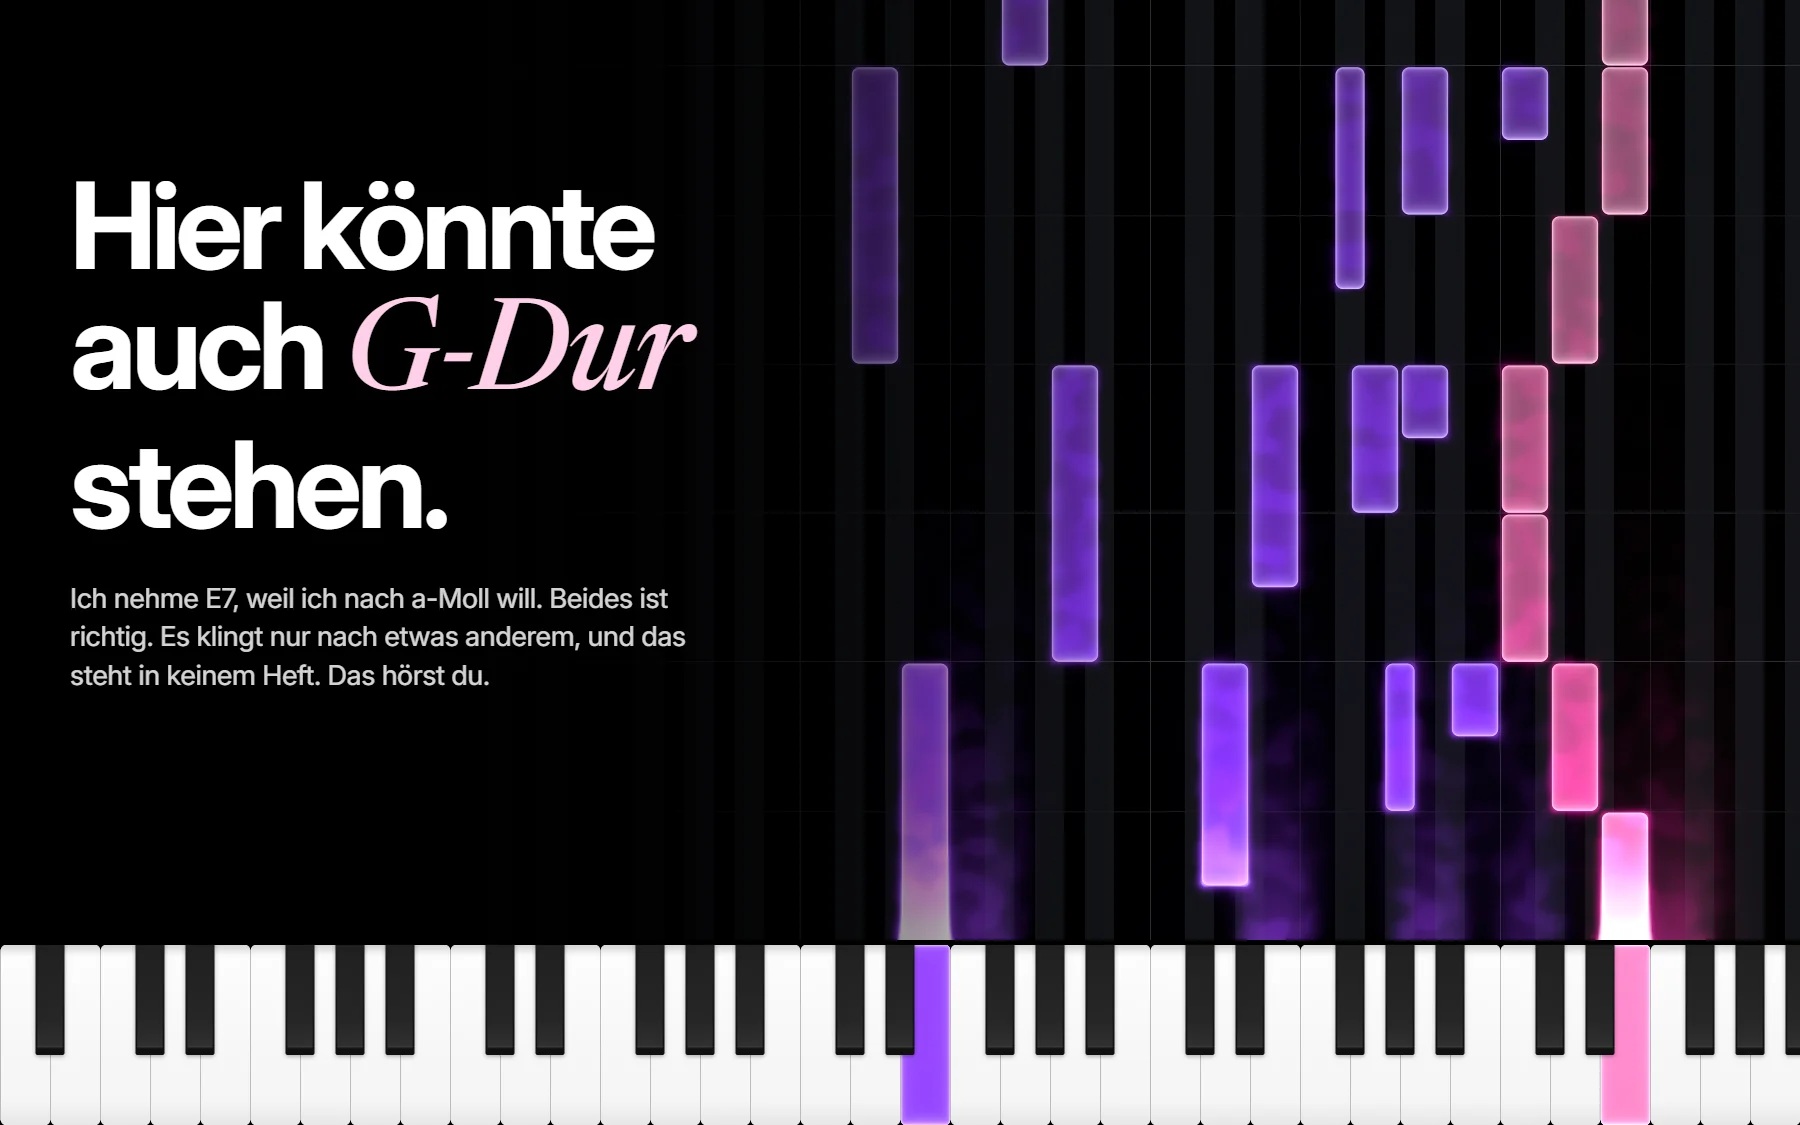 Hier könnte
auch G-Dur
stehen.
Ich nehme E7, weil ich nach a-Moll will. Beides ist
richtig. Es klingt nur nach etwas anderem, und das
steht in keinem Heft. Das hörst du.